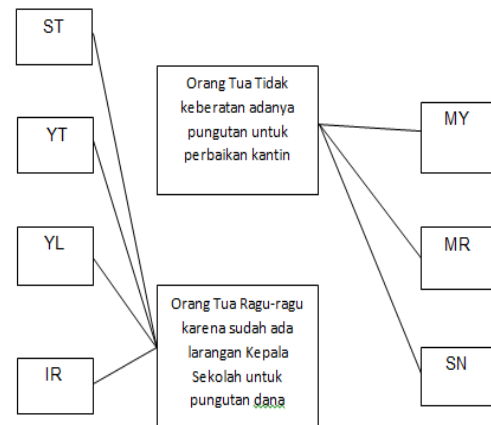 ST
YT
YL
IR
Orang Tua Tidak
keberatan adanya
pungutan untuk
perbaikan kantin
Orang Tua Ragu-ragu
karena sudah ada
larangan Kepala
Sekolah untuk
pungutan dana
MY
MR
SN